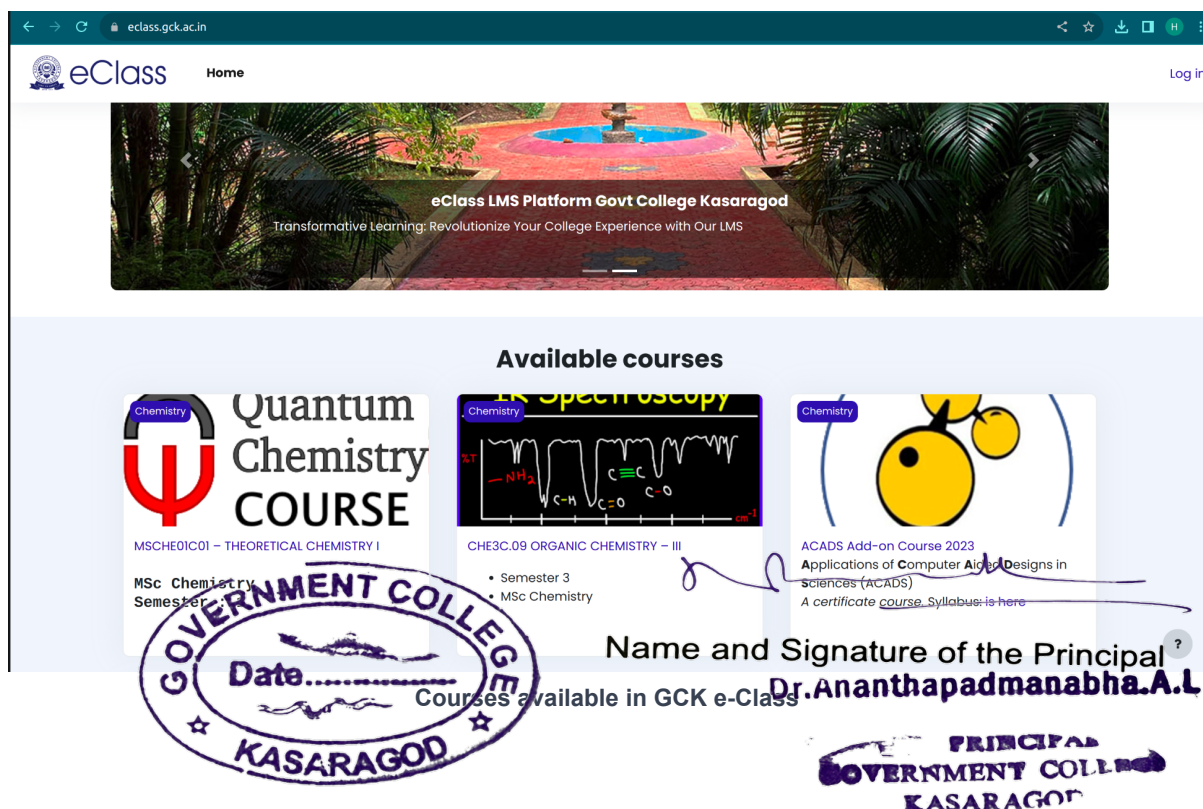 eclass.gck.ac.in
H
eClass
Home
Log in
eClass LMS Platform Govt College Kasaragod
Transformative Learning: Revolutionize Your College Experience with Our LMS
Available courses
Chemistry
Quantum
Chemistry
COURSE
MSCHE01C01 – THEORETICAL CHEMISTRY I
MSc Chemistry
Semester
Chemistry
IR Spectroscopy
%T
NH2
C-H
C≡C
C=O
C-O
cm-1
CHE3C.09 ORGANIC CHEMISTRY – III
• Semester 3
• MSc Chemistry
Chemistry
ACADS Add-on Course 2023
Applications of Computer Aided Designs in
Sciences (ACADS)
A certificate course. Syllabus: is here
?
GOVERNMENT COLLEGE
Date..............
KASARAGOD
Name and Signature of the Principal
Dr.Ananthapadmanabha.A.L
Courses available in GCK e-Class
PRINCIPAL
GOVERNMENT COLLEGE
KASARAGOD